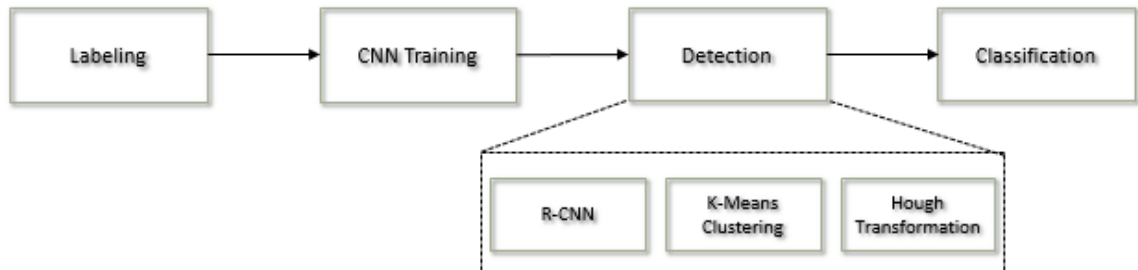 Labeling
CNN Training
Detection
Classification
R-CNN
K-Means
Clustering
Hough
Transformation